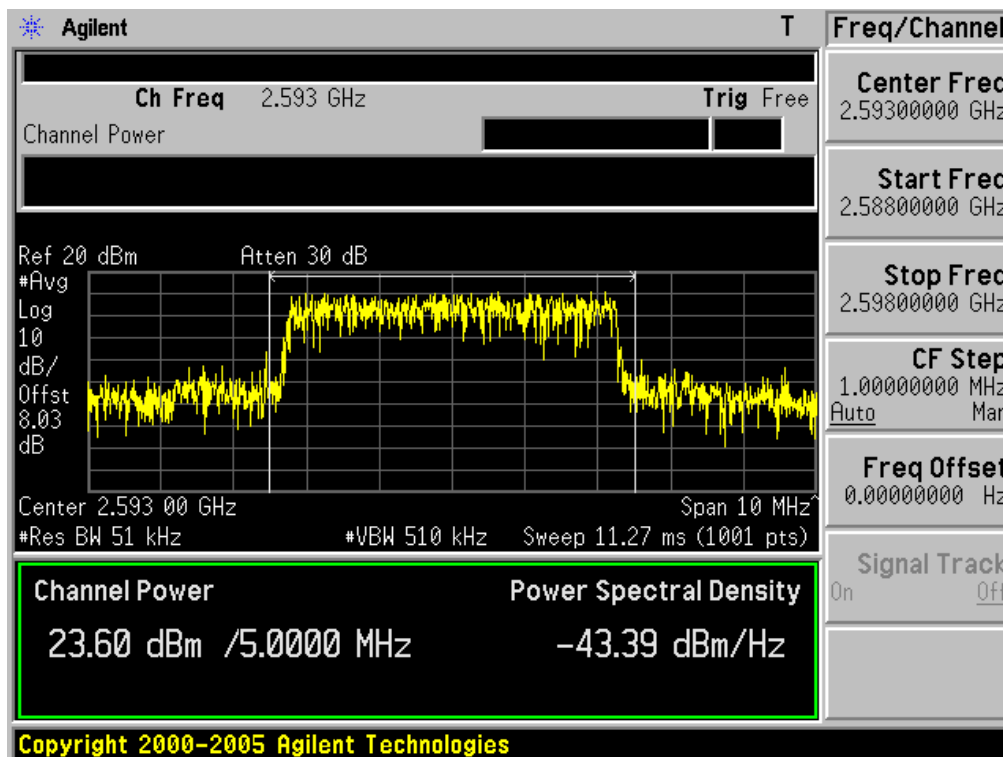 Agilent T Freq/Channel
Ch Freq 2.593 GHz Trig Free
Channel Power
Center Freq
2.59300000 GHz
Start Freq
2.58800000 GHz
Stop Freq
2.59800000 GHz
CF Step
1.00000000 MHz
Auto Man
Freq Offset
0.00000000 Hz
Signal Track
On Off
Ref 20 dBm Atten 30 dB
#Avg
Log
10
dB/
Offst
8.03
dB
Center 2.593 00 GHz Span 10 MHz^
#Res BW 51 kHz #VBW 510 kHz Sweep 11.27 ms (1001 pts)
Channel Power Power Spectral Density
23.60 dBm /5.0000 MHz -43.39 dBm/Hz
Copyright 2000-2005 Agilent Technologies